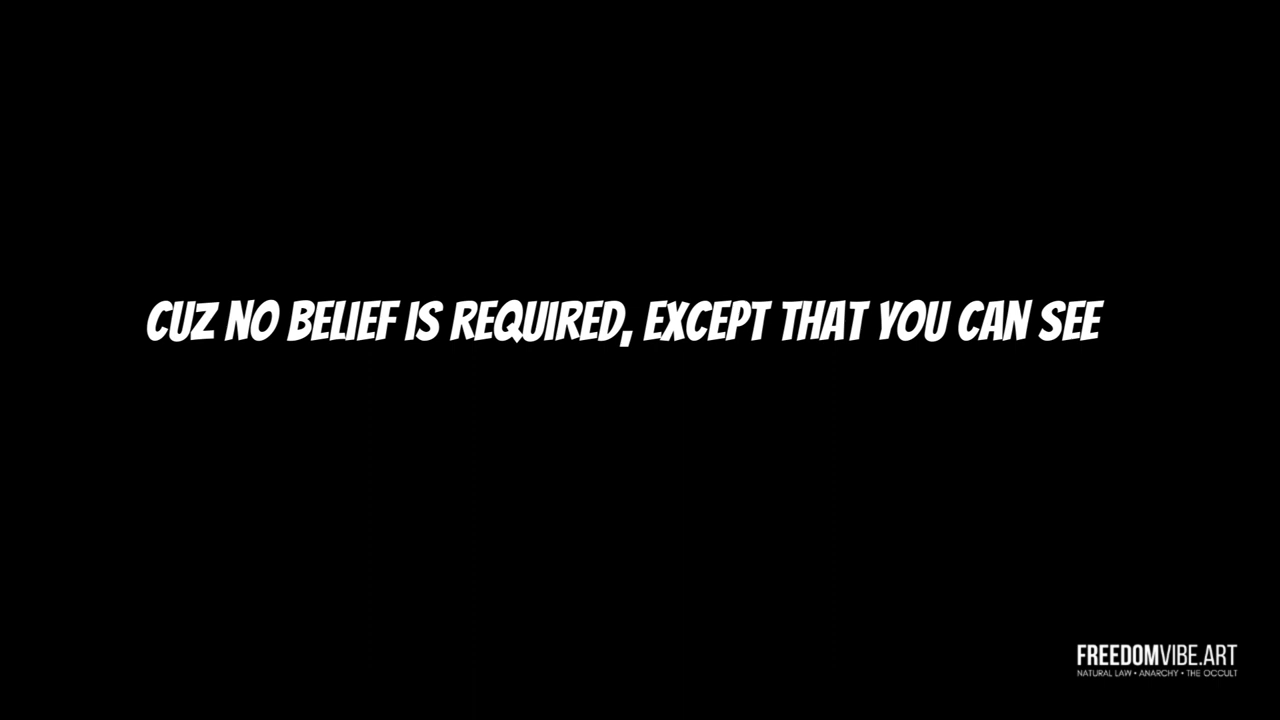 CUZ NO BELIEF IS REQUIRED, EXCEPT THAT YOU CAN SEE
FREEDOMVIBE.ART
NATURAL LAW • ANARCHY • THE OCCULT